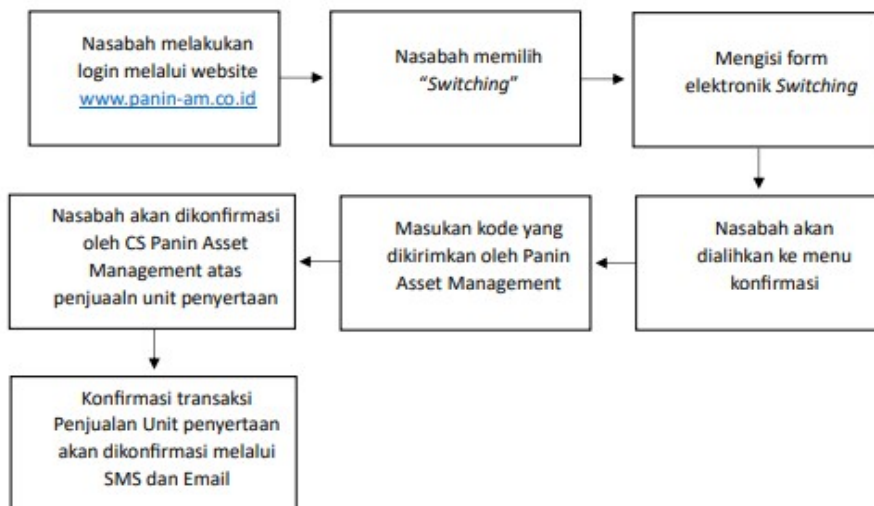 Nasabah melakukan
login melalui website
www.panin-am.co.id
Nasabah memilih
“Switching”
Mengisi form
elektronik Switching
Nasabah akan
dialihkan ke menu
konfirmasi
Masukan kode yang
dikirimkan oleh Panin
Asset Management
Nasabah akan dikonfirmasi
oleh CS Panin Asset
Management atas
penjuaaln unit penyertaan
Konfirmasi transaksi
Penjualan Unit penyertaan
akan dikonfirmasi melalui
SMS dan Email